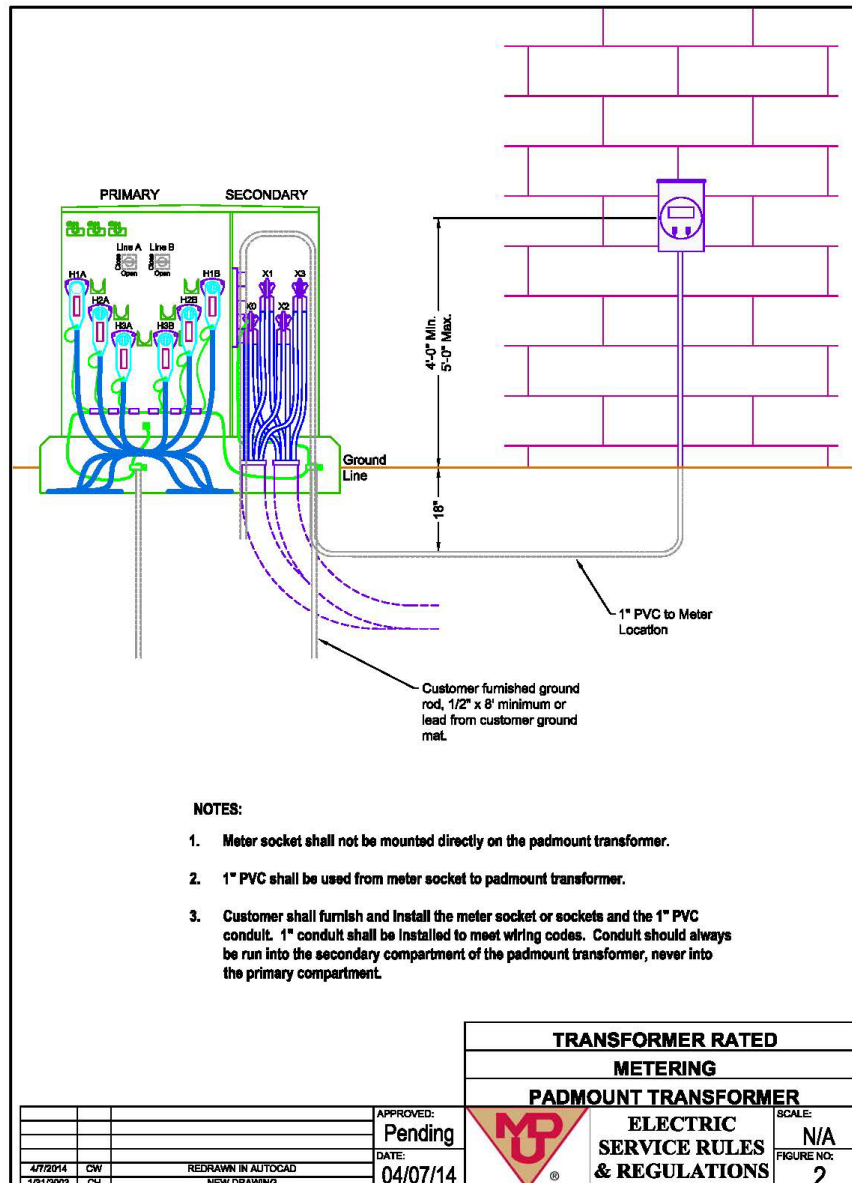 PRIMARY
SECONDARY
Line A
Line B
Close
Open
Close
Open
H1A
H2A
H3A
H3B
H2B
H1B
X0
X1
X2
X3
4'-0" Min.
5'-0" Max.
Ground
Line
18"
1" PVC to Meter
Location
Customer furnished ground
rod, 1/2" x 8' minimum or
lead from customer ground
mat.
NOTES:
1. Meter socket shall not be mounted directly on the padmount transformer.
2. 1" PVC shall be used from meter socket to padmount transformer.
3. Customer shall furnish and install the meter socket or sockets and the 1" PVC
conduit. 1" conduit shall be installed to meet wiring codes. Conduit should always
be run into the secondary compartment of the padmount transformer, never into
the primary compartment.
TRANSFORMER RATED
METERING
PADMOUNT TRANSFORMER
APPROVED:
Pending
DATE:
04/07/14
MPU
®
ELECTRIC
SERVICE RULES
& REGULATIONS
SCALE:
N/A
FIGURE NO:
2
4/7/2014 CW REDRAWN IN AUTOCAD
CH NEW DRAWING